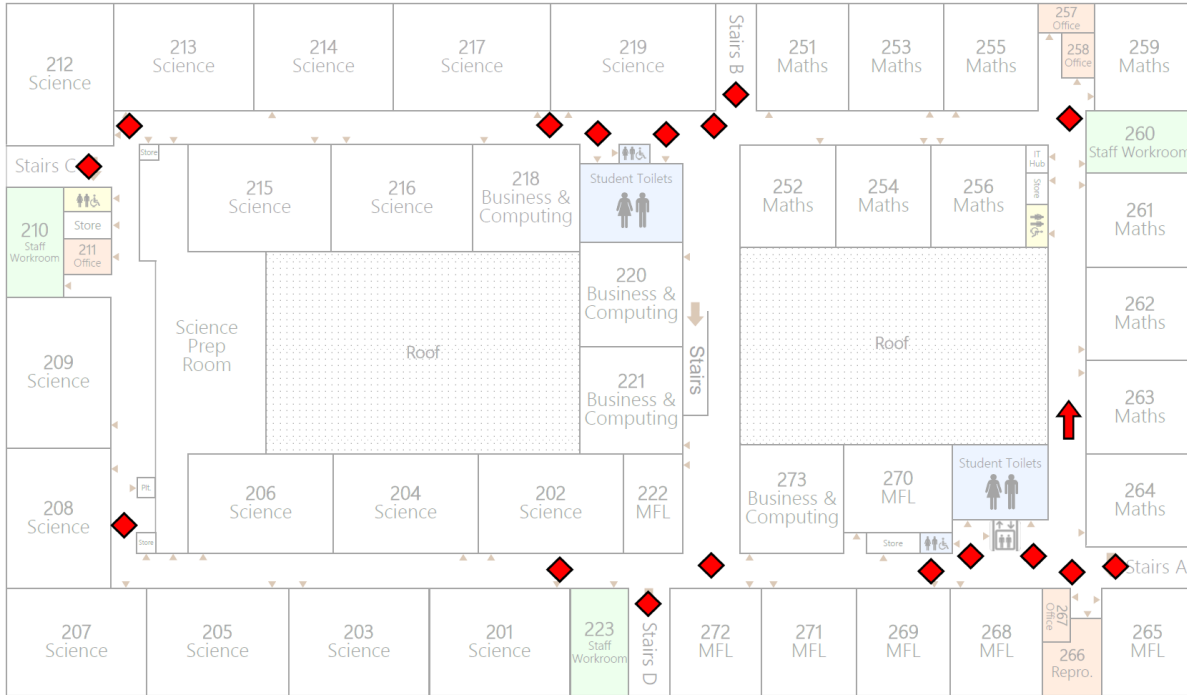 212
Science
213
Science
214
Science
217
Science
219
Science
Stairs B
251
Maths
253
Maths
255
Maths
257
Office
258
Office
259
Maths
Stairs C
Store
215
Science
216
Science
218
Business &
Computing
Student Toilets
252
Maths
254
Maths
256
Maths
IT
Hub
Store
260
Staff Workroom
210
Staff
Workroom
Store
211
Office
261
Maths
220
Business &
Computing
Science
Prep
Room
Roof
Stairs
Roof
262
Maths
209
Science
221
Business &
Computing
263
Maths
208
Science
Plt.
Store
206
Science
204
Science
202
Science
222
MFL
273
Business &
Computing
270
MFL
Student Toilets
Store
264
Maths
Stairs A
207
Science
205
Science
203
Science
201
Science
223
Staff
Workroom
Stairs D
272
MFL
271
MFL
269
MFL
268
MFL
267
Office
266
Repro.
265
MFL